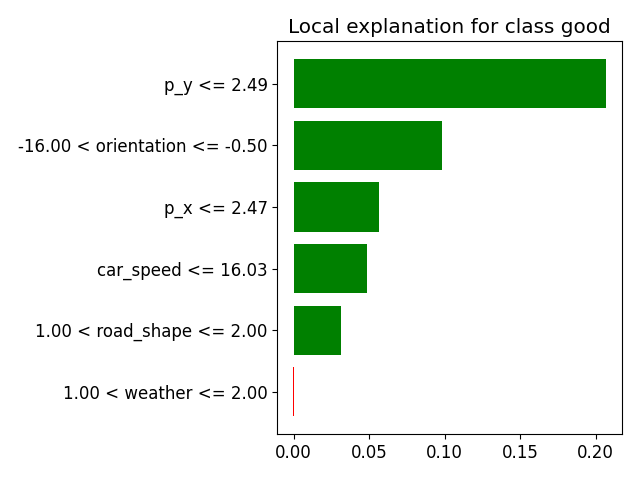 Local explanation for class good
p_y <= 2.49
-16.00 < orientation <= -0.50
p_x <= 2.47
car_speed <= 16.03
1.00 < road_shape <= 2.00
1.00 < weather <= 2.00
0.00 0.05 0.10 0.15 0.20